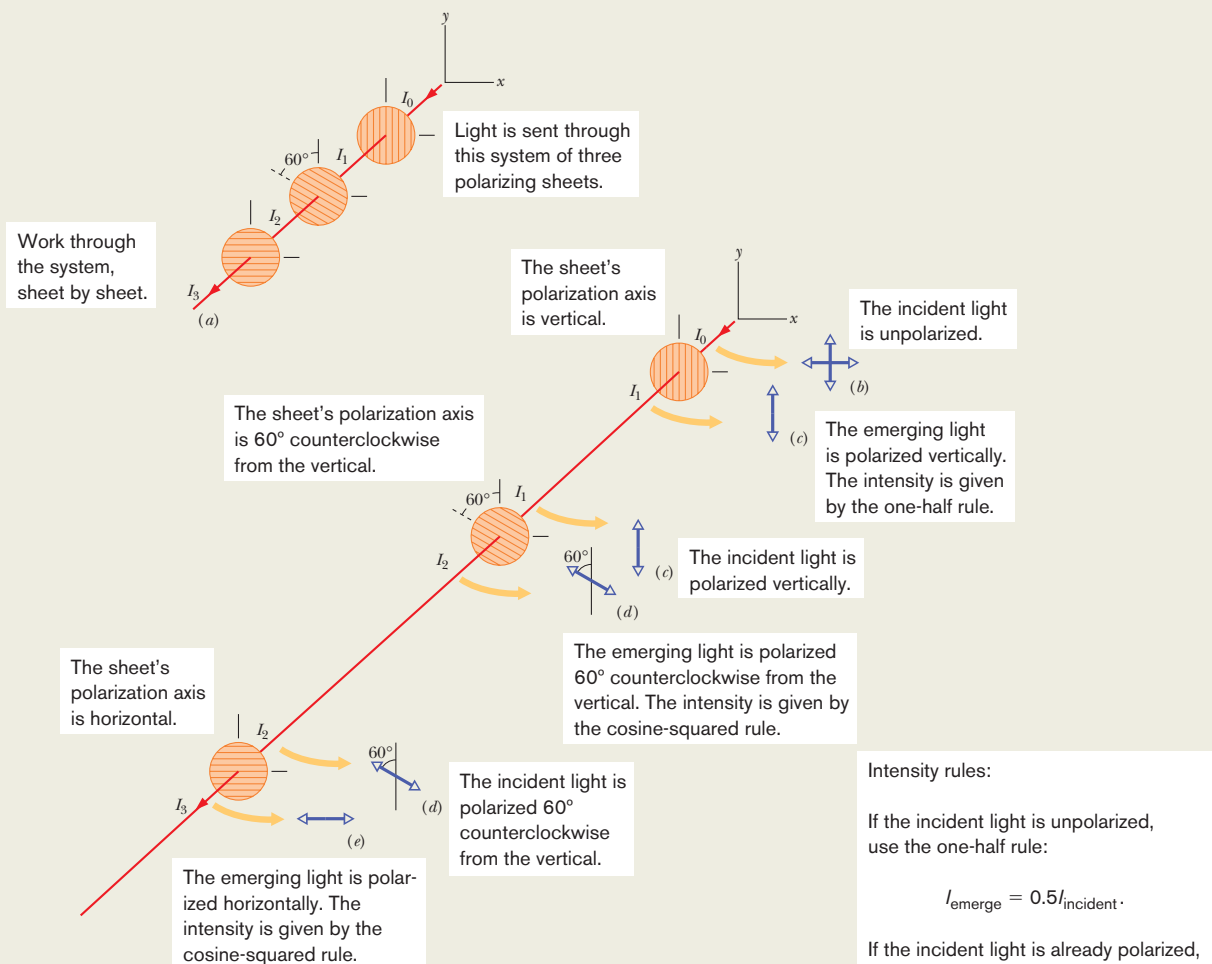 y
x
I0
Light is sent through
this system of three
polarizing sheets.
60°
I1
I2
Work through
the system,
sheet by sheet.
I3
(a)
The sheet's
polarization axis
is vertical.
y
x
I0
The incident light
is unpolarized.
(b)
I1
(c)
The emerging light
is polarized vertically.
The intensity is given
by the one-half rule.
The sheet's polarization axis
is 60° counterclockwise
from the vertical.
60°
I1
I2
(c)
The incident light is
polarized vertically.
60°
(d)
The emerging light is polarized
60° counterclockwise from the
vertical. The intensity is given by
the cosine-squared rule.
The sheet's
polarization axis
is horizontal.
I2
60°
(d)
The incident light is
polarized 60°
counterclockwise
from the vertical.
I3
(e)
The emerging light is polar-
ized horizontally. The
intensity is given by the
cosine-squared rule.
Intensity rules:
If the incident light is unpolarized,
use the one-half rule:
Iemerge = 0.5Iincident.
If the incident light is already polarized,